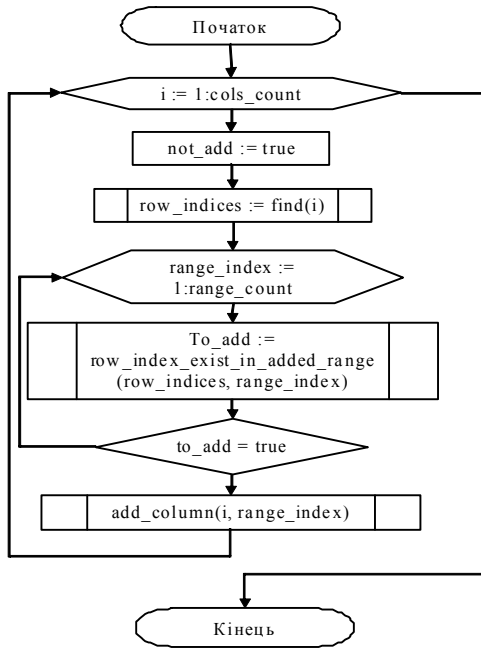 Початок
i := 1:cols_count
not_add := true
row_indices := find(i)
range_index :=
1:range_count
To_add :=
row_index_exist_in_added_range
(row_indices, range_index)
to_add = true
add_column(i, range_index)
Кінець